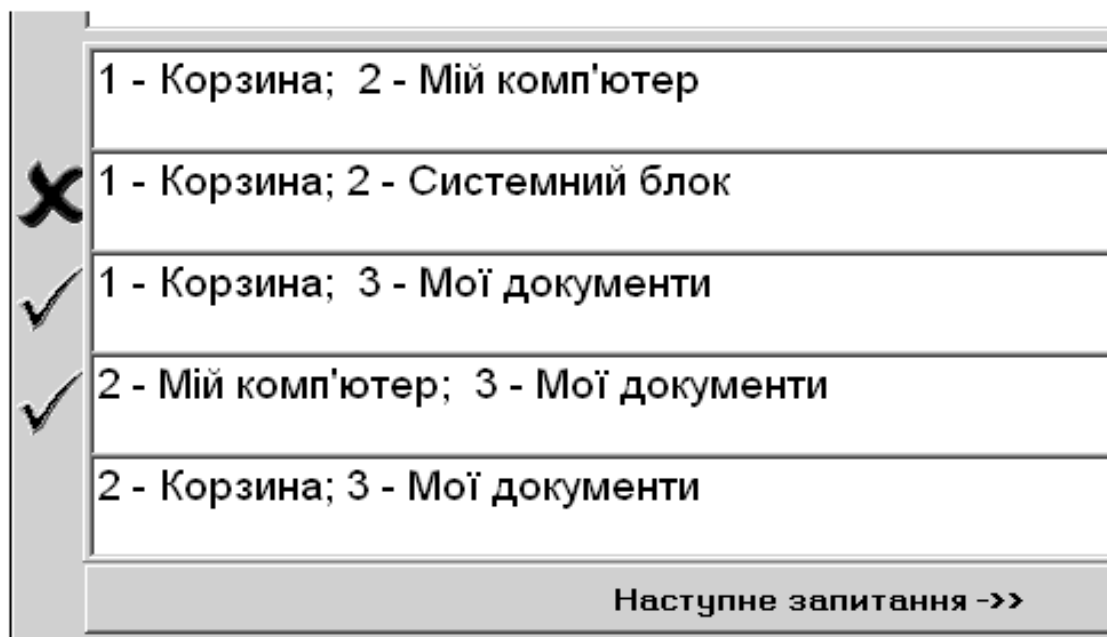 1 - Корзина;  2 - Мій комп'ютер
1 - Корзина; 2 - Системний блок
1 - Корзина;  3 - Мої документи
2 - Мій комп'ютер;  3 - Мої документи
2 - Корзина; 3 - Мої документи
Наступне запитання ->>